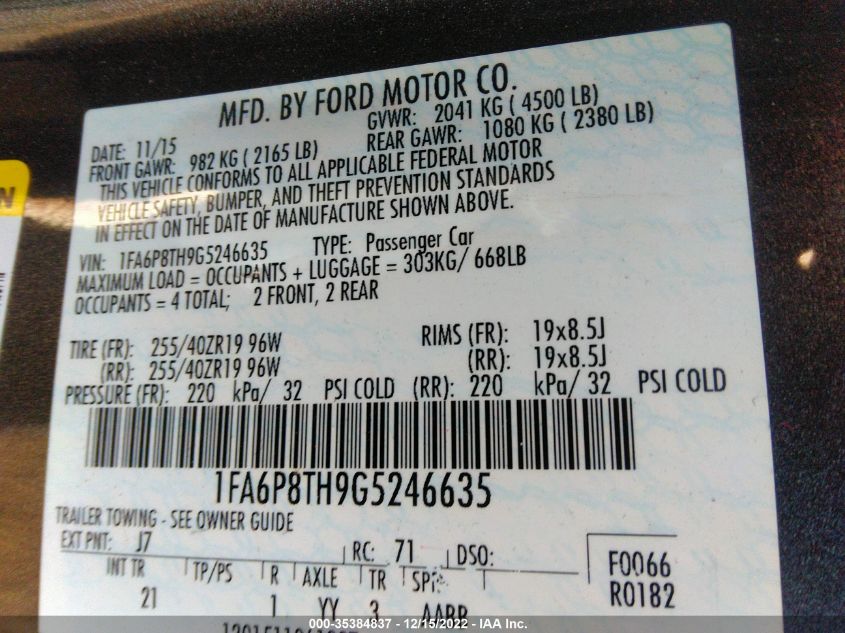 MFD. BY FORD MOTOR CO.
DATE: 11/15 GVWR: 2041 KG ( 4500 LB)
FRONT GAWR: 982 KG ( 2165 LB) REAR GAWR: 1080 KG ( 2380 LB)
THIS VEHICLE CONFORMS TO ALL APPLICABLE FEDERAL MOTOR
VEHICLE SAFETY, BUMPER, AND THEFT PREVENTION STANDARDS
IN EFFECT ON THE DATE OF MANUFACTURE SHOWN ABOVE.
VIN: 1FA6P8TH9G5246635 TYPE: Passenger Car
MAXIMUM LOAD = OCCUPANTS + LUGGAGE = 303KG/ 668LB
OCCUPANTS = 4 TOTAL; 2 FRONT, 2 REAR
TIRE (FR): 255/40ZR19 96W RIMS (FR): 19x8.5J
(RR): 255/40ZR19 96W (RR): 19x8.5J
PRESSURE (FR): 220 kPa/ 32 PSI COLD (RR): 220 kPa/ 32 PSI COLD
1FA6P8TH9G5246635
TRAILER TOWING - SEE OWNER GUIDE
EXT PNT: J7 RC: 71 DSO: F0066
INT TR TP/PS R AXLE TR R0182
21 1 YY 3
000-35384837 - 12/15/2022 - IAA Inc.